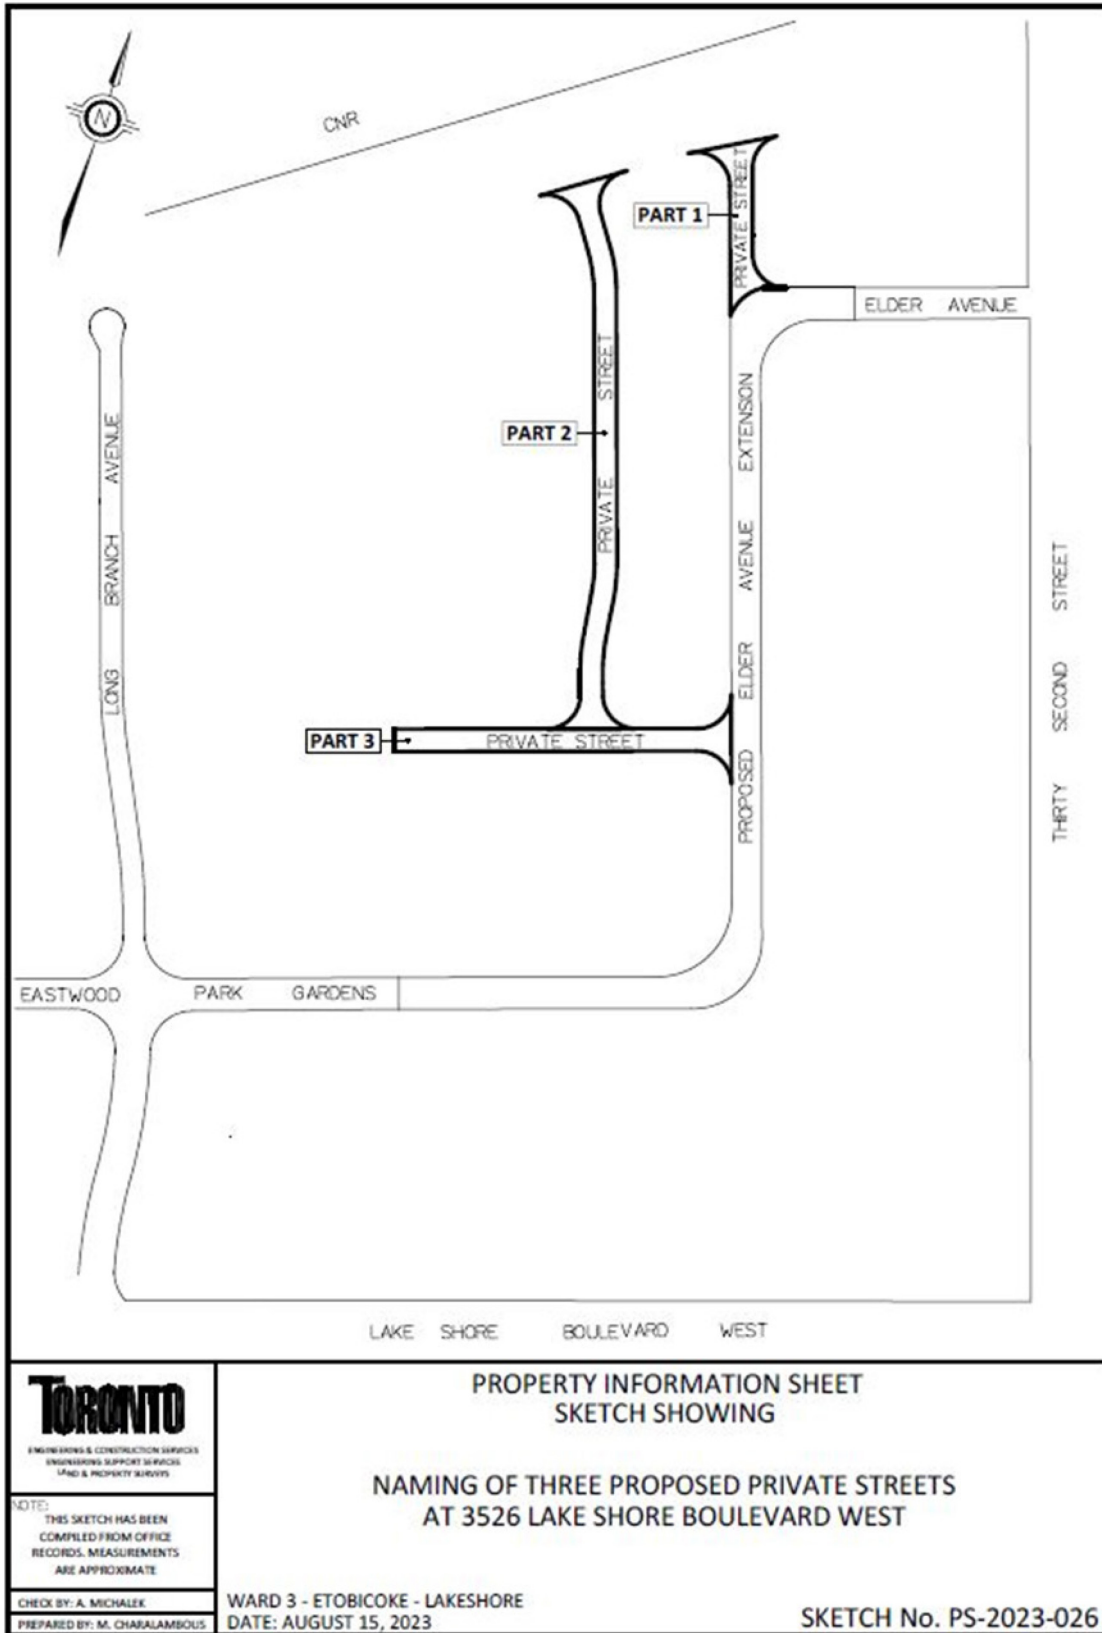 N
CNR
PART 1
PRIVATE STREET
ELDER AVENUE
PART 2
PRIVATE STREET
LONG BRANCH AVENUE
PROPOSED ELDER AVENUE EXTENSON
THIRTY SECOND STREET
PART 3
PRIVATE STREET
EASTWOOD PARK GARDENS
LAKE SHORE BOULEVARD WEST
TORONTO
ENGINEERING & CONSTRUCTION SERVICES
ENGINEERING SUPPORT SERVICES
LAND & PROPERTY SURVEYS
NOTE:
THIS SKETCH HAS BEEN
COMPILED FROM OFFICE
RECORDS. MEASUREMENTS
ARE APPROXIMATE
CHECK BY: A. MICHALEK
PREPARED BY: M. CHARALAMBOUS
PROPERTY INFORMATION SHEET
SKETCH SHOWING
NAMING OF THREE PROPOSED PRIVATE STREETS
AT 3526 LAKE SHORE BOULEVARD WEST
WARD 3 - ETOBICOKE - LAKESHORE
DATE: AUGUST 15, 2023
SKETCH No. PS-2023-026